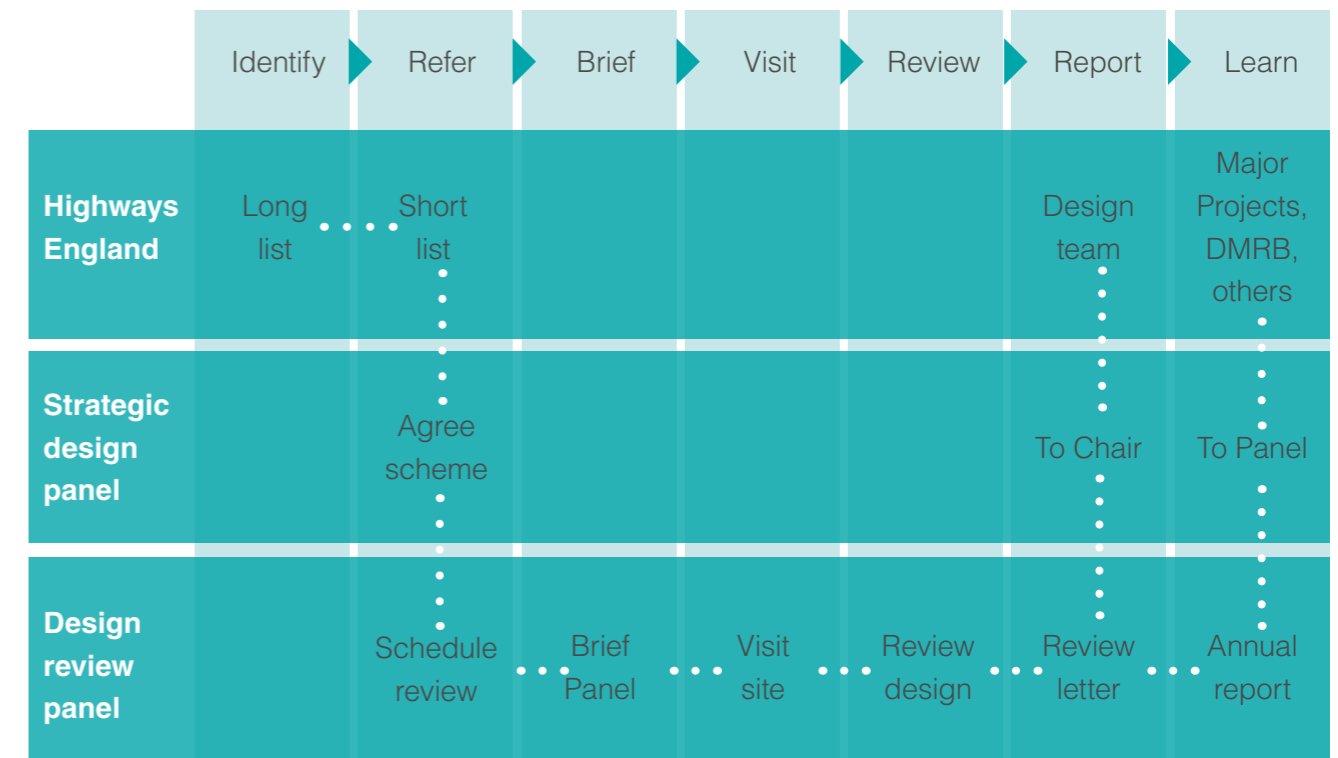 Identify Refer Brief Visit Review Report Learn
Highways
England
Long
list
Short
list
Design
team
Major
Projects,
DMRB,
others
Strategic
design
panel
Agree
scheme
To Chair
To Panel
Design
review
panel
Schedule
review
Brief
Panel
Visit
site
Review
design
Review
letter
Annual
report